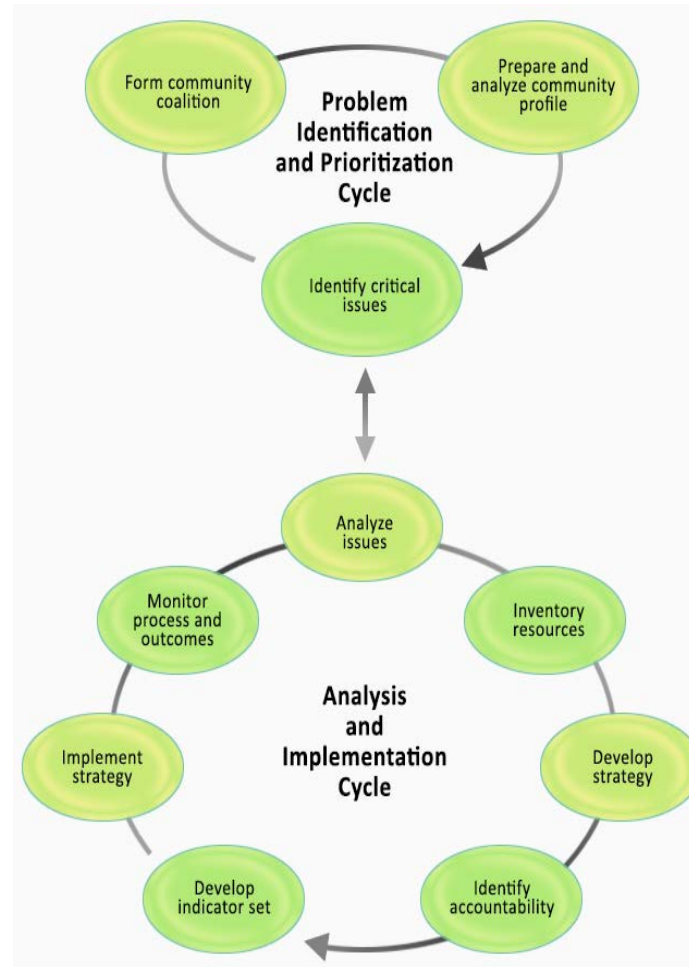 Form community
coalition
Prepare and
analyze community
profile
Problem
Identification
and Prioritization
Cycle
Identify critical
issues
Analyze
issues
Monitor
process and
outcomes
Inventory
resources
Analysis
and
Implementation
Cycle
Implement
strategy
Develop
strategy
Develop
indicator set
Identify
accountability